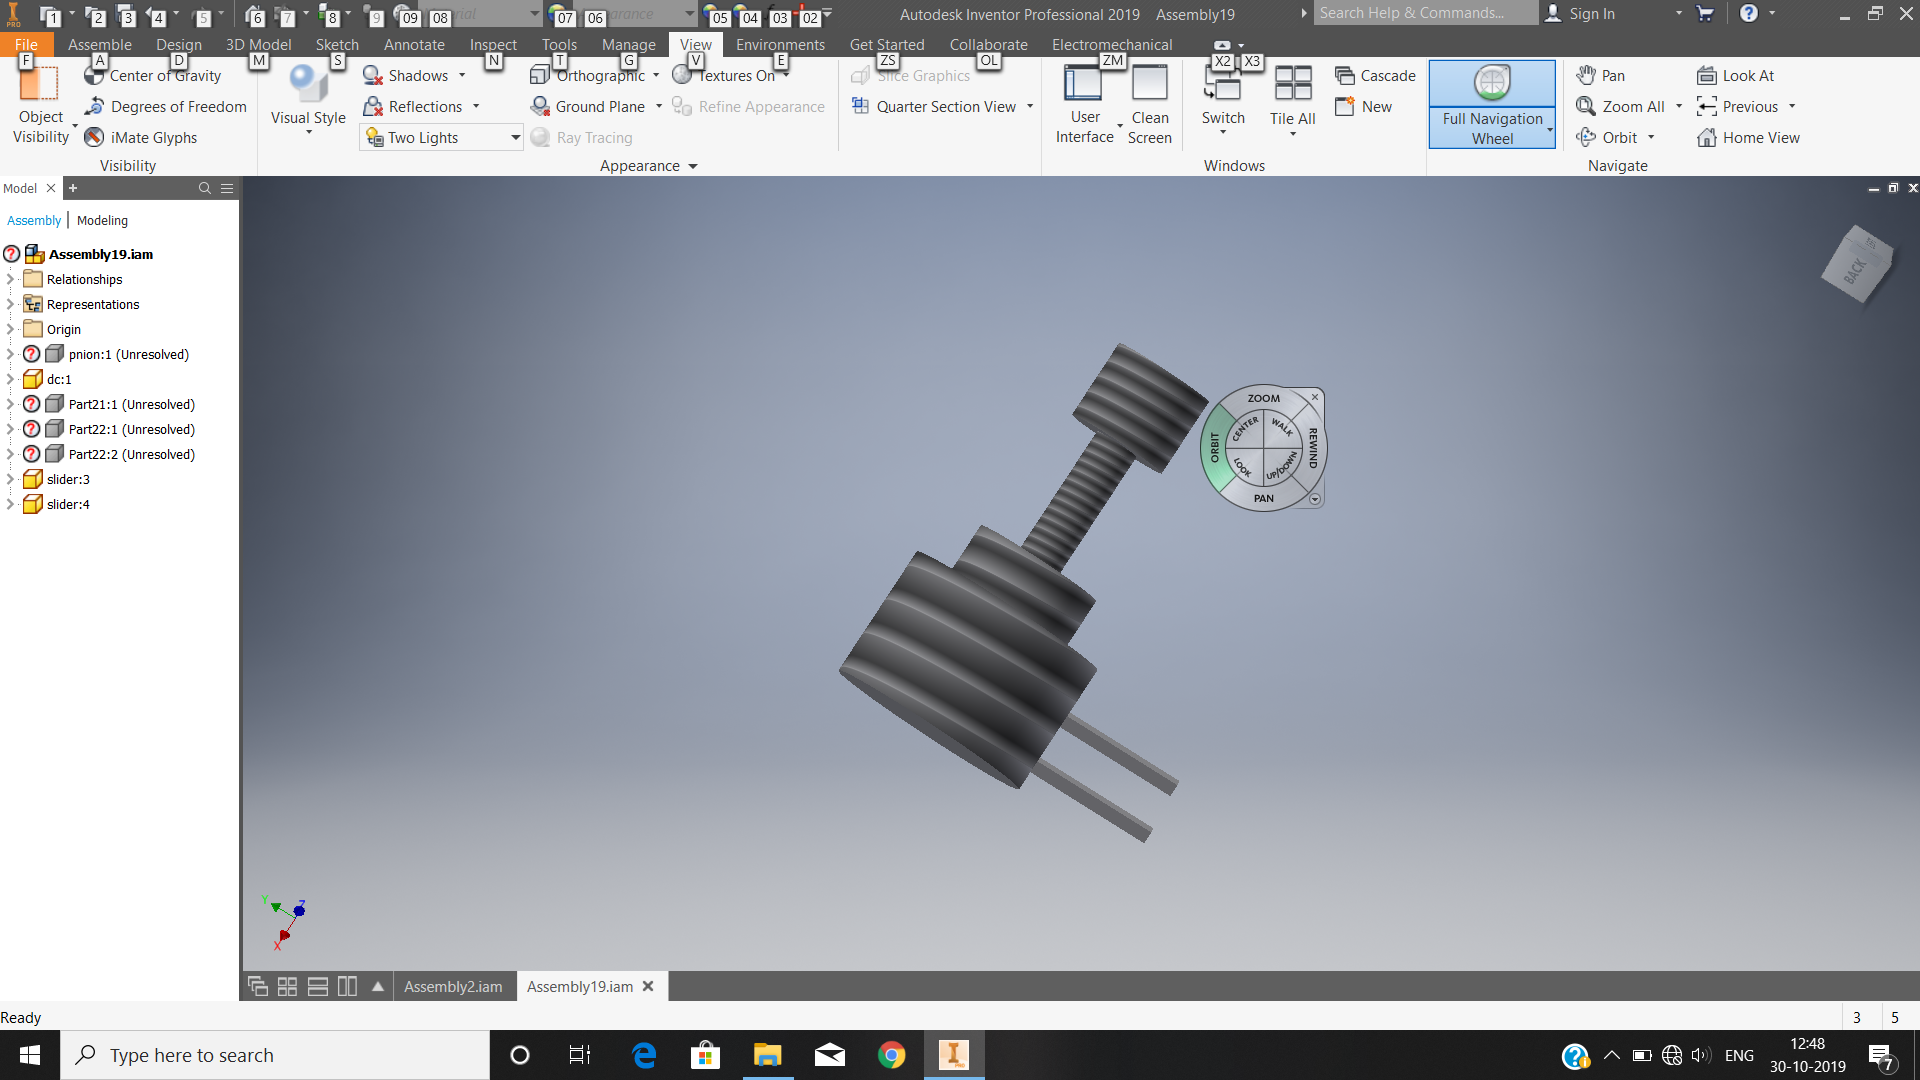 PRO
1
2
3
4
5
6
7
8
9
09
08
07
06
05
04
03
02
Autodesk Inventor Professional 2019 Assembly19
Search Help & Commands...
Sign In
File Assemble Design 3D Model Sketch Annotate Inspect Tools Manage View Environments Get Started Collaborate Electromechanical
F A D M S N T G V E ZS OL ZM X2 X3
Object Visibility
Center of Gravity
Degrees of Freedom
iMate Glyphs
Visibility
Visual Style
Shadows
Reflections
Two Lights
Orthographic
Ground Plane
Ray Tracing
Textures On
Refine Appearance
Appearance
Slice Graphics
Quarter Section View
User Interface
Clean Screen
Switch
Tile All
Cascade
New
Windows
Full Navigation Wheel
Pan
Zoom All
Orbit
Look At
Previous
Home View
Navigate
Model
Assembly | Modeling
Assembly19.iam
Relationships
Representations
Origin
pnion:1 (Unresolved)
dc:1
Part21:1 (Unresolved)
Part22:1 (Unresolved)
Part22:2 (Unresolved)
slider:3
slider:4
BACK
ZOOM
ORBIT
CENTER
WALK
REWIND
LOOK
UP/DOWN
PAN
Y
Z
X
Assembly2.iam
Assembly19.iam
Ready
3
5
Type here to search
PRO
ENG
12:48
30-10-2019
7